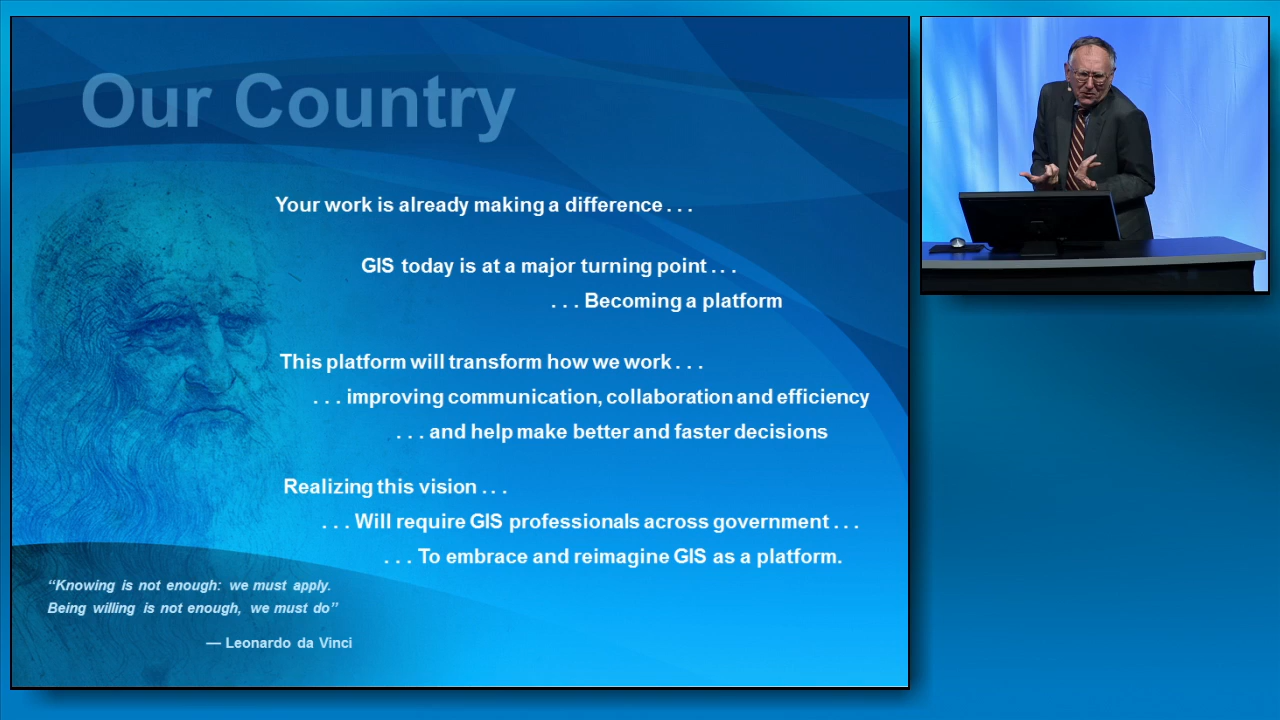 Our Country
Your work is already making a difference . . .
GIS today is at a major turning point . . .
. . . Becoming a platform
This platform will transform how we work . . .
. . . improving communication, collaboration and efficiency
. . . and help make better and faster decisions
Realizing this vision . . .
. . . Will require GIS professionals across government . . .
. . . To embrace and reimagine GIS as a platform.
“Knowing is not enough: we must apply.
Being willing is not enough, we must do”
— Leonardo da Vinci